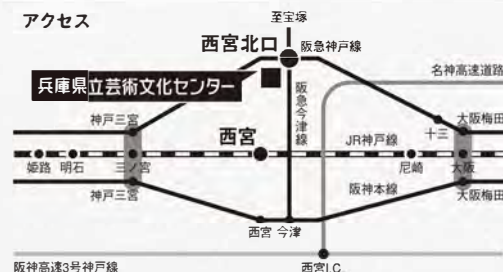 アクセス
至宝塚
西宮北口
阪急神戸線
兵庫県立芸術文化センター
名神高速道路
阪急今津線
神戸三宮
西宮
JR神戸線
十三
大阪梅田
姫路
明石
三ノ宮
尼崎
大阪
神戸三宮
阪神本線
大阪梅田
西宮
今津
阪神高速3号神戸線
西宮I.C.